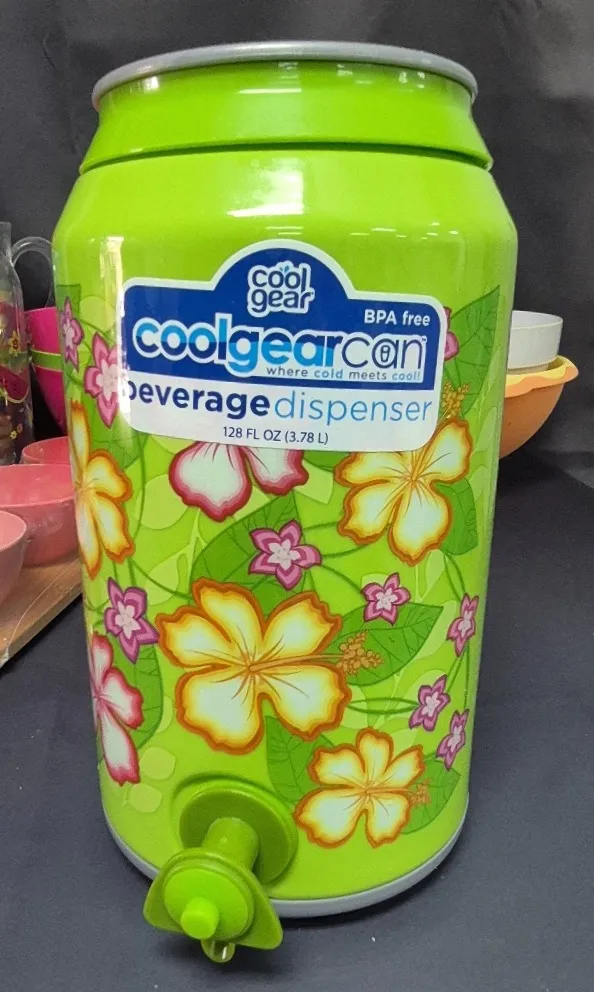 cool
gear
BPA free
coolgearcan
where cold meets cool!
beverage dispenser
128 FL OZ (3.78 L)